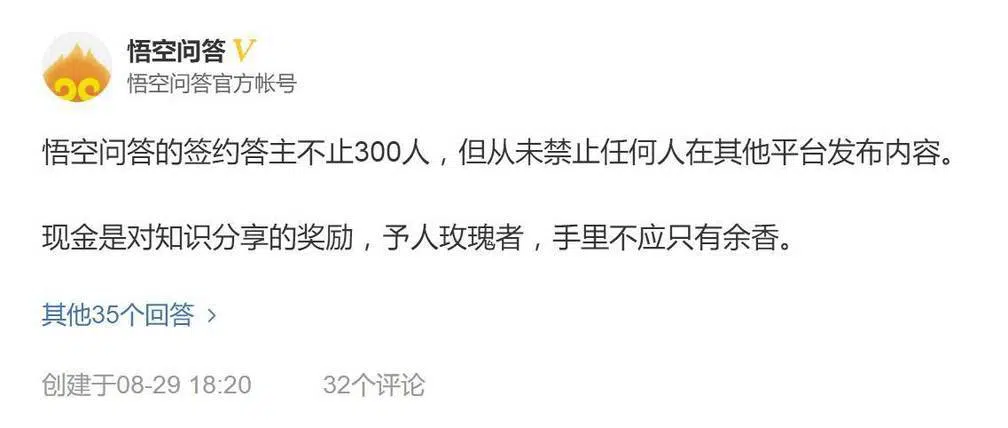 悟空问答 V
悟空问答官方帐号
悟空问答的签约答主不止300人，但从未禁止任何人在其他平台发布内容。
现金是对知识分享的奖励，予人玫瑰者，手里不应只有余香。
其他35个回答 >
创建于08-29 18:20 32个评论